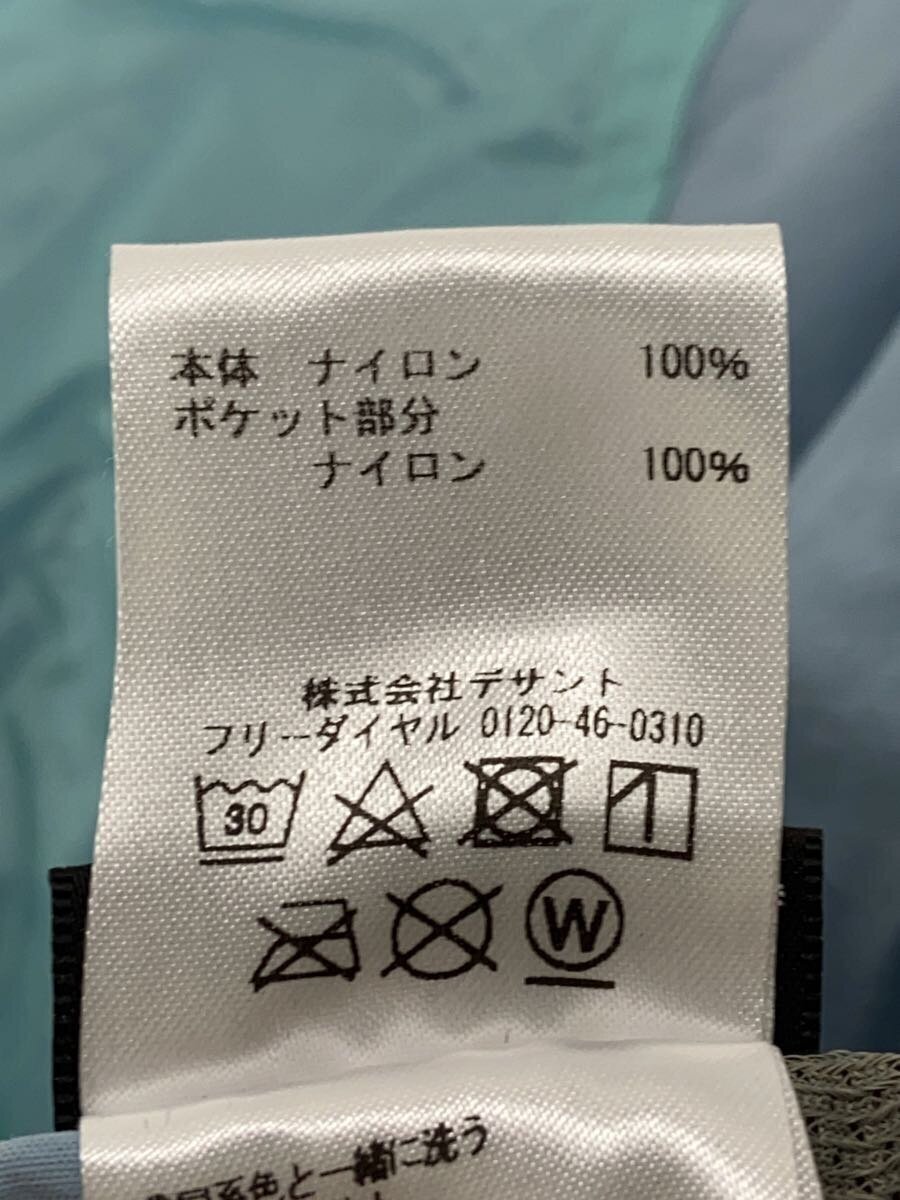 本体 ナイロン 100%
ポケット部分
ナイロン 100%
株式会社デサント
フリーダイヤル 0120-46-0310
30
W
同系色と一緒に洗う